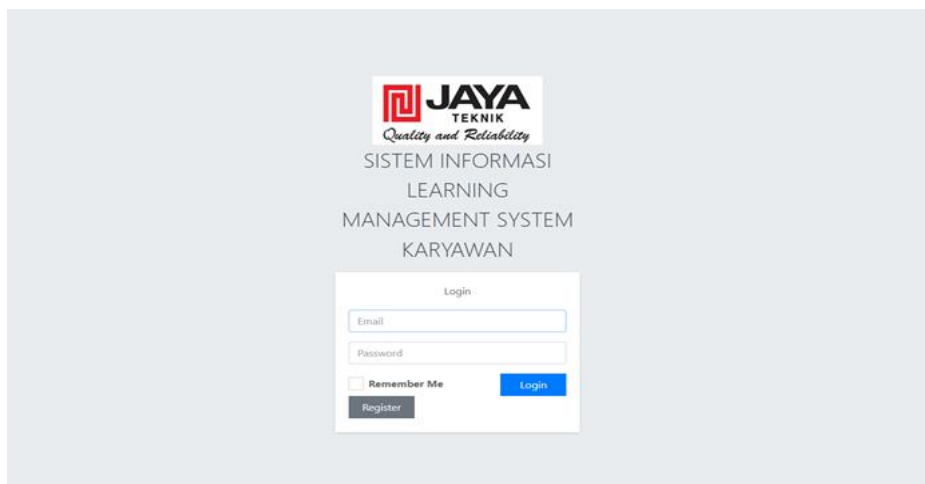 JAYA
TEKNIK
Quality and Reliability
SISTEM INFORMASI
LEARNING
MANAGEMENT SYSTEM
KARYAWAN
Login
Email
Password
Remember Me
Login
Register